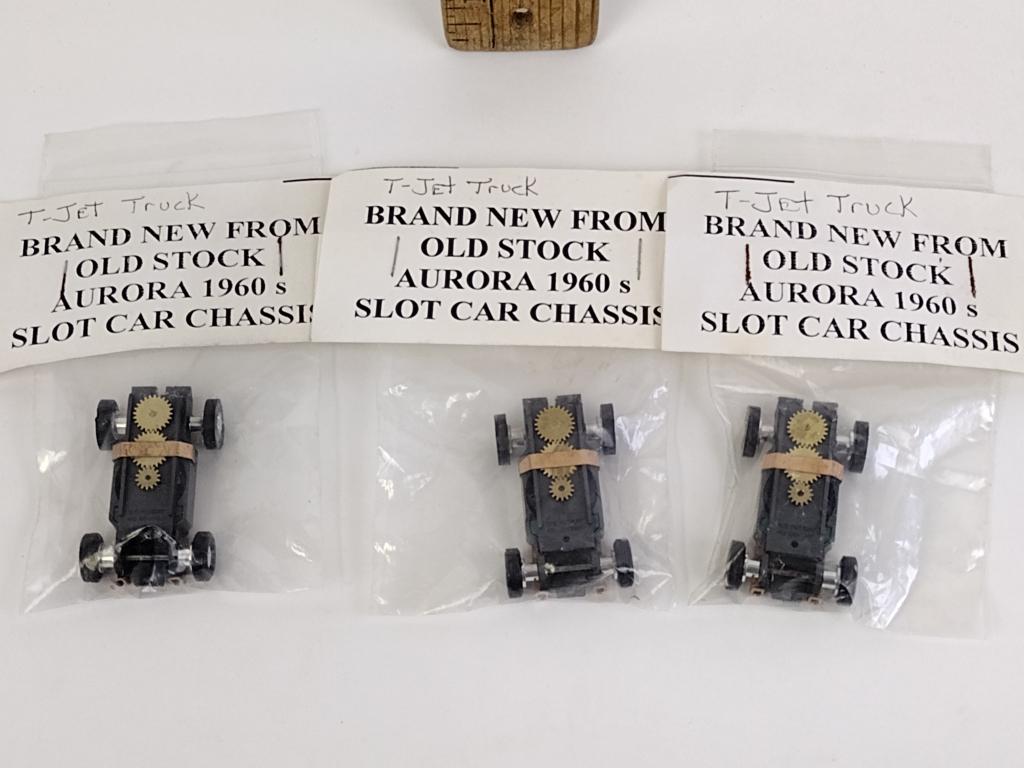 T-Jet Truck
BRAND NEW FROM
OLD STOCK
AURORA 1960 s
SLOT CAR CHASSIS
T-Jet Truck
BRAND NEW FROM
OLD STOCK
AURORA 1960 s
SLOT CAR CHASSIS
T-Jet Truck
BRAND NEW FROM
OLD STOCK
AURORA 1960 s
SLOT CAR CHASSIS